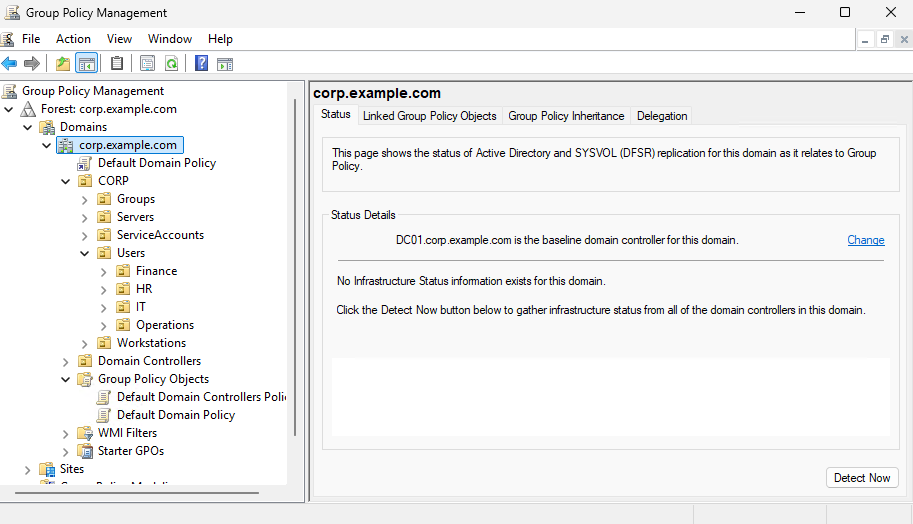 Group Policy Management
File Action View Window Help
Group Policy Management
Forest: corp.example.com
Domains
corp.example.com
Default Domain Policy
CORP
Groups
Servers
ServiceAccounts
Users
Finance
HR
IT
Operations
Workstations
Domain Controllers
Group Policy Objects
Default Domain Controllers
Default Domain Policy
WMI Filters
Starter GPOs
Sites
corp.example.com
Status Linked Group Policy Objects Group Policy Inheritance Delegation
This page shows the status of Active Directory and SYSVOL (DFSR) replication for this domain as it relates to Group
Policy.
Status Details
DC01.corp.example.com is the baseline domain controller for this domain. Change
No Infrastructure Status information exists for this domain.
Click the Detect Now button below to gather infrastructure status from all of the domain controllers in this domain.
Detect Now